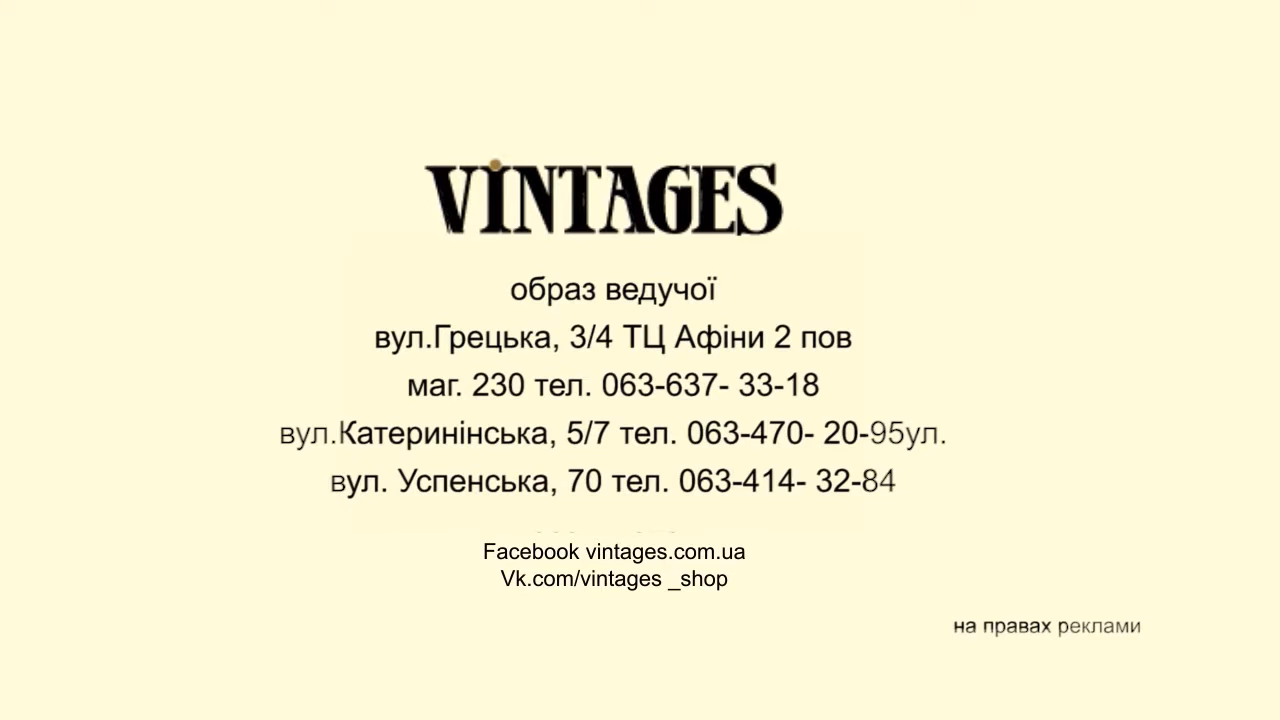 VINTAGES
образ ведучої
вул.Грецька, 3/4 ТЦ Афіни 2 пов
маг. 230 тел. 063-637- 33-18
вул.Катеринінська, 5/7 тел. 063-470- 20-95ул.
вул. Успенська, 70 тел. 063-414- 32-84
Facebook vintages.com.ua
Vk.com/vintages _shop
на правах реклами